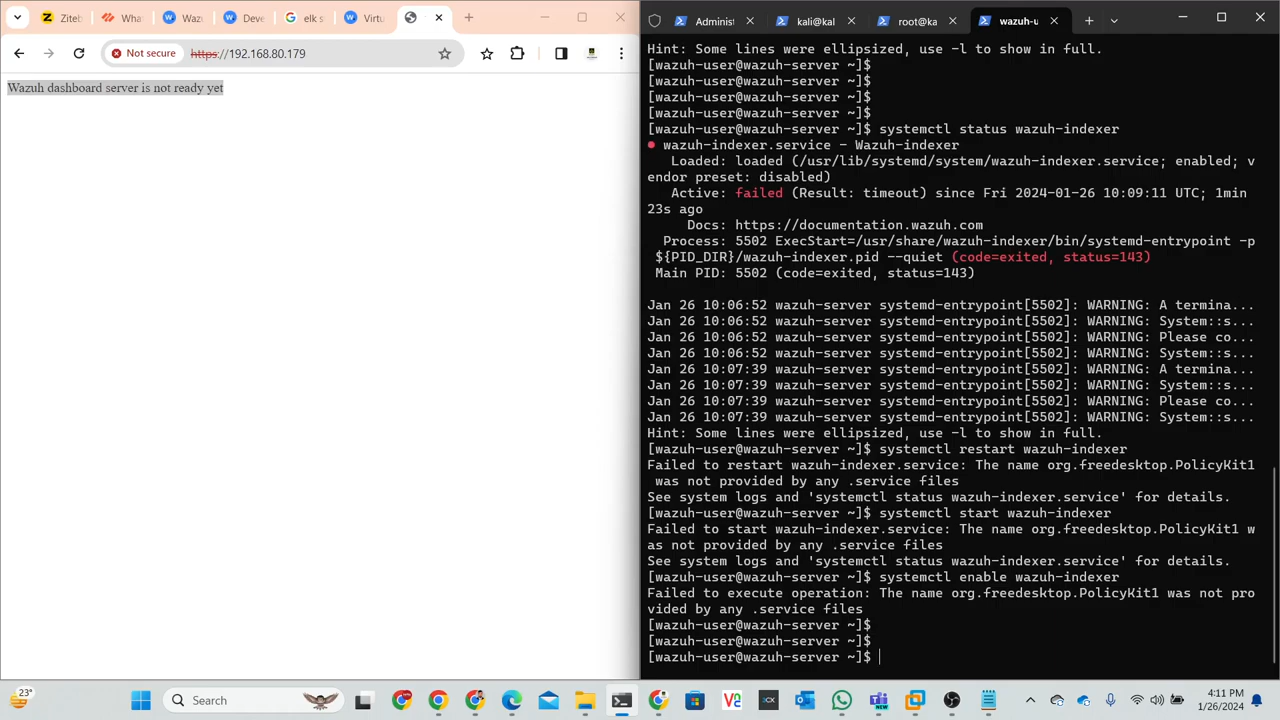 Ziteb
Wha
Waz
Deve
elk s
Virtu
Not secure
https://192.168.80.179
Wazuh dashboard server is not ready yet
Administ
kali@kal
root@ka
wazuh-u
Hint: Some lines were ellipsized, use -l to show in full.
[wazuh-user@wazuh-server ~]$
[wazuh-user@wazuh-server ~]$
[wazuh-user@wazuh-server ~]$
[wazuh-user@wazuh-server ~]$
[wazuh-user@wazuh-server ~]$ systemctl status wazuh-indexer
● wazuh-indexer.service - Wazuh-indexer
Loaded: loaded (/usr/lib/systemd/system/wazuh-indexer.service; enabled; v
endor preset: disabled)
Active: failed (Result: timeout) since Fri 2024-01-26 10:09:11 UTC; 1min
23s ago
Docs: https://documentation.wazuh.com
Process: 5502 ExecStart=/usr/share/wazuh-indexer/bin/systemd-entrypoint -p
${PID_DIR}/wazuh-indexer.pid --quiet (code=exited, status=143)
Main PID: 5502 (code=exited, status=143)
Jan 26 10:06:52 wazuh-server systemd-entrypoint[5502]: WARNING: A termina...
Jan 26 10:06:52 wazuh-server systemd-entrypoint[5502]: WARNING: System::s...
Jan 26 10:06:52 wazuh-server systemd-entrypoint[5502]: WARNING: Please co...
Jan 26 10:06:52 wazuh-server systemd-entrypoint[5502]: WARNING: System::s...
Jan 26 10:07:39 wazuh-server systemd-entrypoint[5502]: WARNING: A termina...
Jan 26 10:07:39 wazuh-server systemd-entrypoint[5502]: WARNING: System::s...
Jan 26 10:07:39 wazuh-server systemd-entrypoint[5502]: WARNING: Please co...
Jan 26 10:07:39 wazuh-server systemd-entrypoint[5502]: WARNING: System::s...
Hint: Some lines were ellipsized, use -l to show in full.
[wazuh-user@wazuh-server ~]$ systemctl restart wazuh-indexer
Failed to restart wazuh-indexer.service: The name org.freedesktop.PolicyKit1
was not provided by any .service files
See system logs and 'systemctl status wazuh-indexer.service' for details.
[wazuh-user@wazuh-server ~]$ systemctl start wazuh-indexer
Failed to start wazuh-indexer.service: The name org.freedesktop.PolicyKit1 w
as not provided by any .service files
See system logs and 'systemctl status wazuh-indexer.service' for details.
[wazuh-user@wazuh-server ~]$ systemctl enable wazuh-indexer
Failed to execute operation: The name org.freedesktop.PolicyKit1 was not pro
vided by any .service files
[wazuh-user@wazuh-server ~]$
[wazuh-user@wazuh-server ~]$
[wazuh-user@wazuh-server ~]$
23°
Search
4:11 PM
1/26/2024